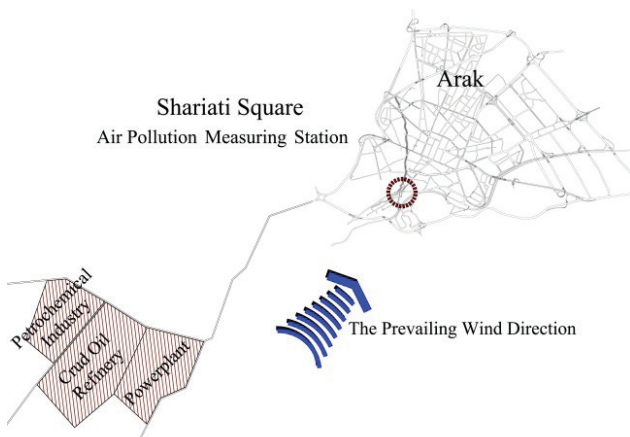 Arak
Shariati Square
Air Pollution Measuring Station
The Prevailing Wind Direction
Petrochemical
Industry
Crud Oil
Refinery
Powerplant